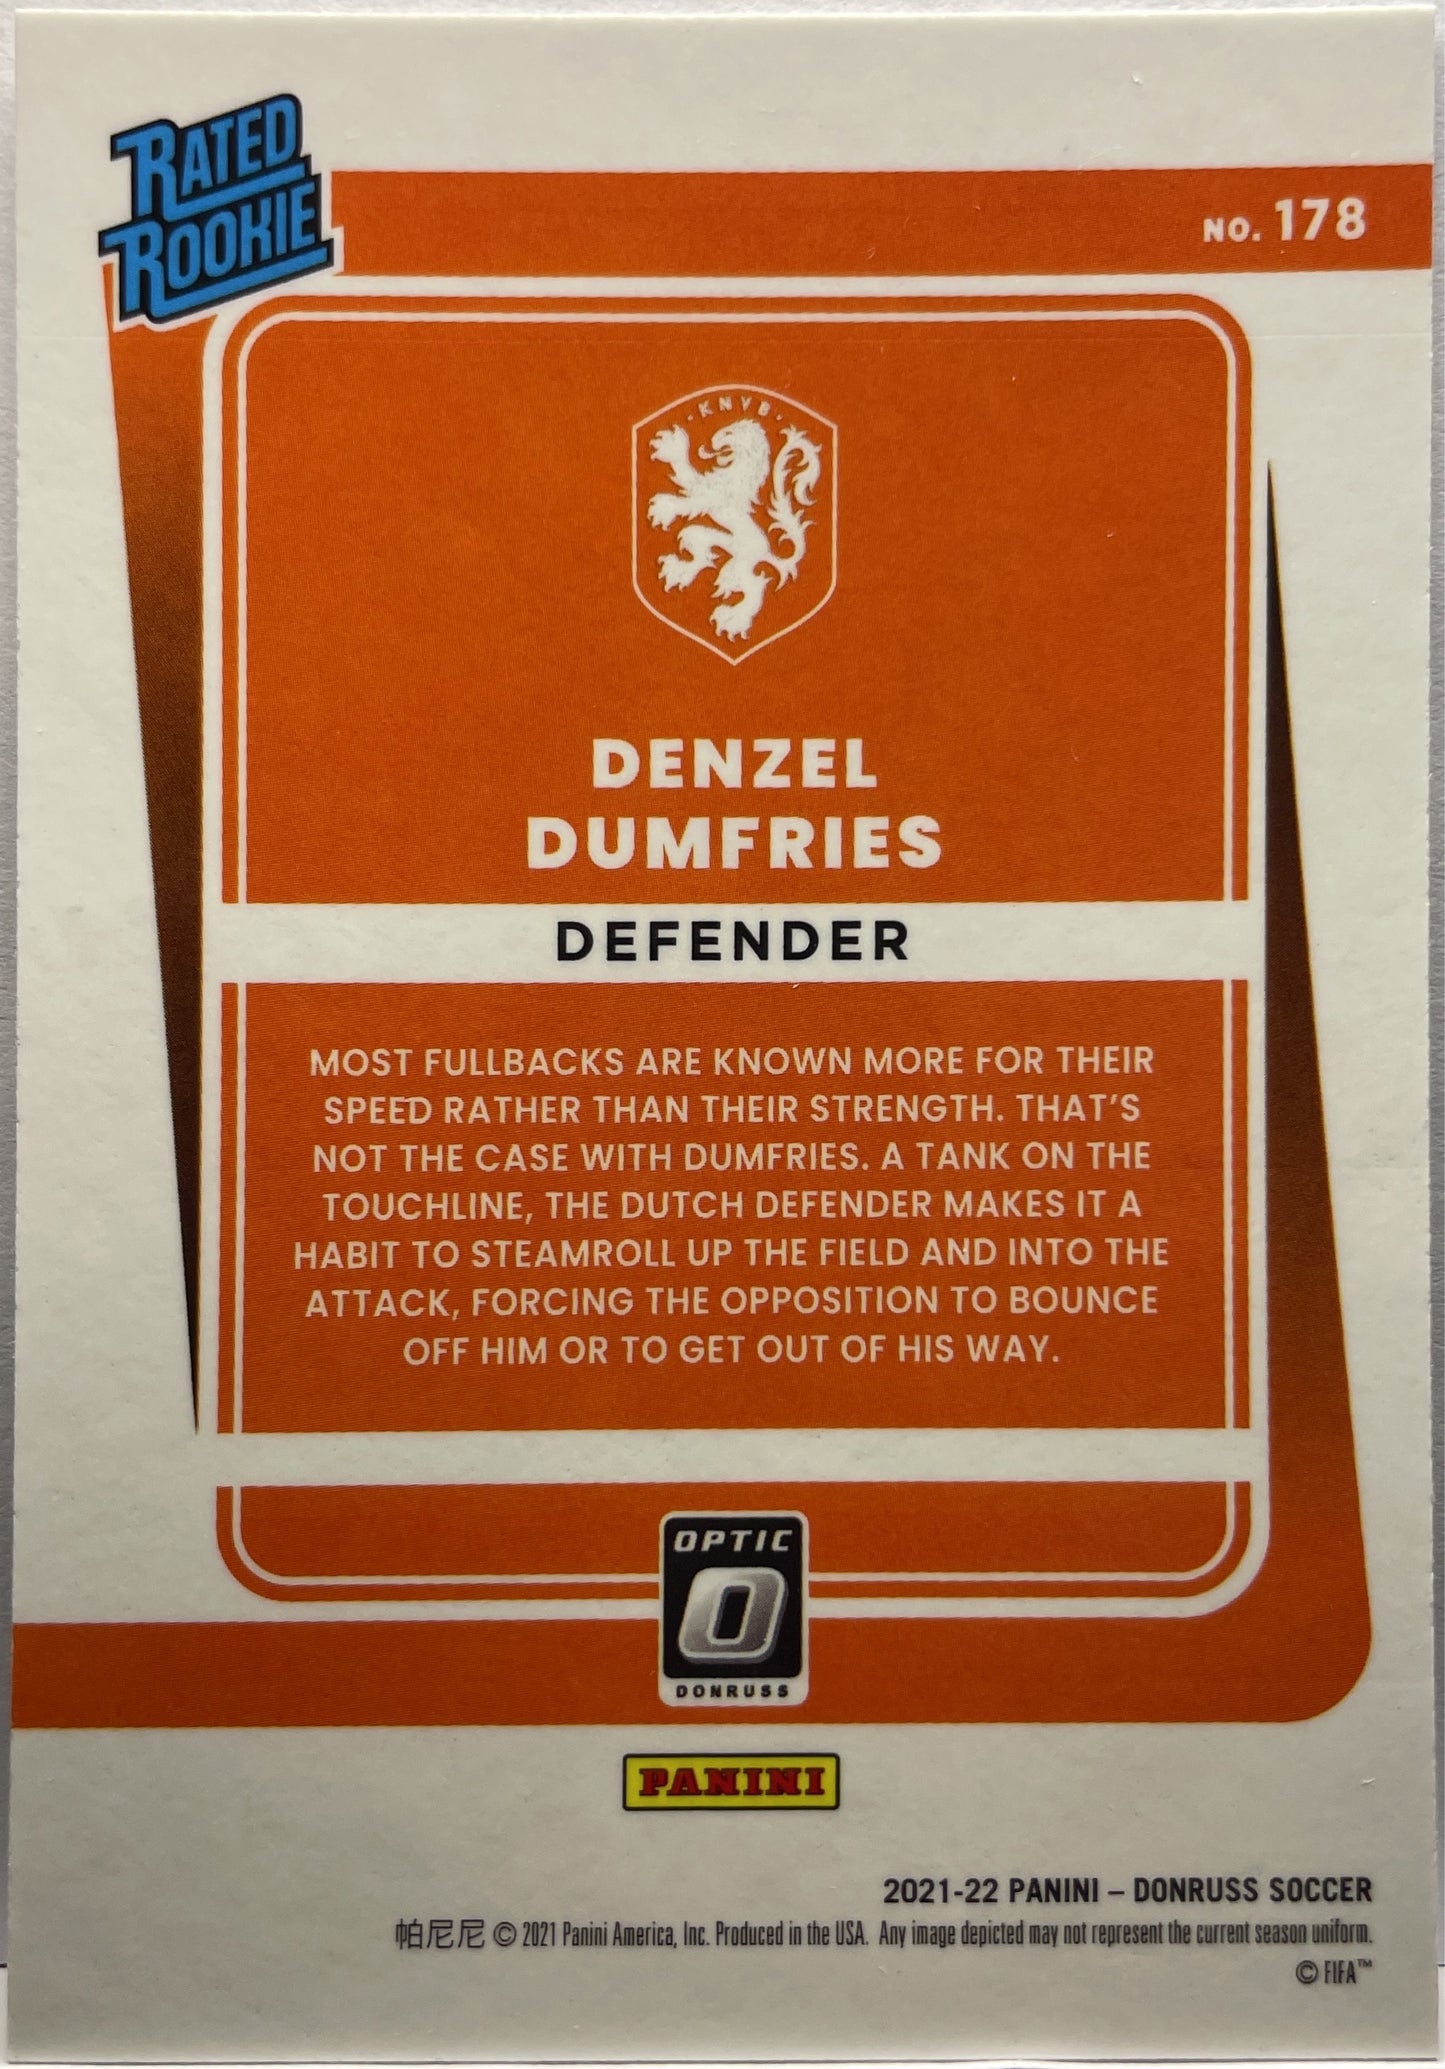 RATED
ROOKIE
NO. 178
KNVB
DENZEL
DUMFRIES
DEFENDER
MOST FULLBACKS ARE KNOWN MORE FOR THEIR
SPEED RATHER THAN THEIR STRENGTH. THAT'S
NOT THE CASE WITH DUMFRIES. A TANK ON THE
TOUCHLINE, THE DUTCH DEFENDER MAKES IT A
HABIT TO STEAMROLL UP THE FIELD AND INTO THE
ATTACK, FORCING THE OPPOSITION TO BOUNCE
OFF HIM OR TO GET OUT OF HIS WAY.
OPTIC
O
DONRUSS
PANINI
2021-22 PANINI – DONRUSS SOCCER
帕尼尼 © 2021 Panini America, Inc. Produced in the USA. Any image depicted may not represent the current season uniform.
© FIFA™